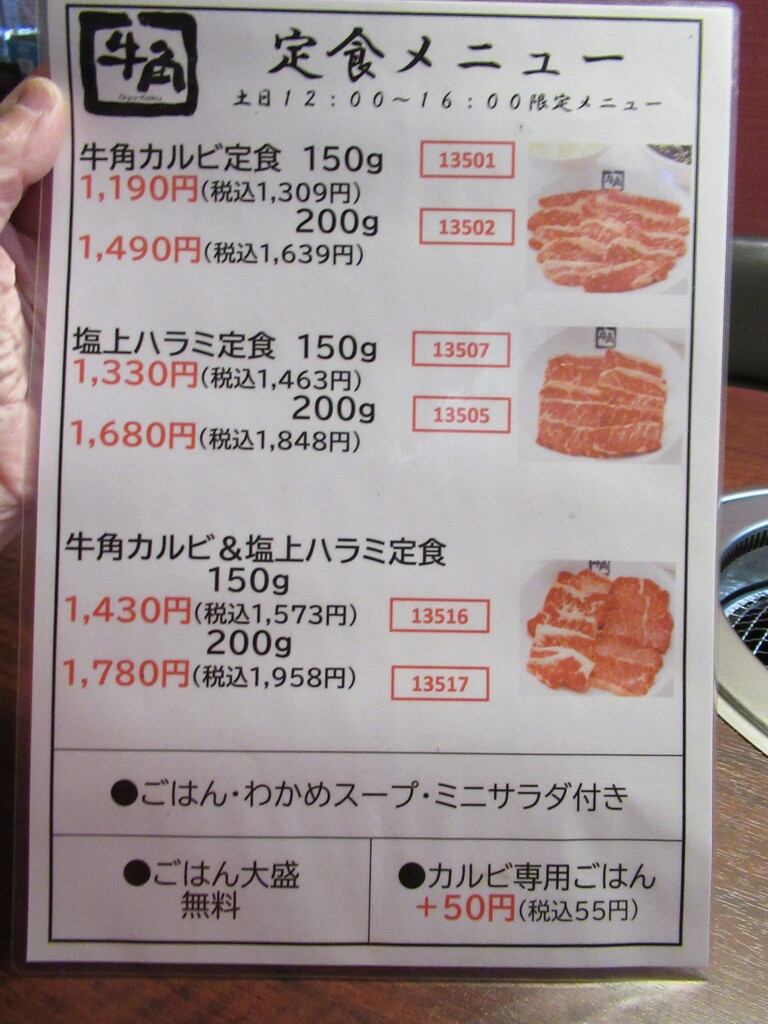 牛角
Gyu-Kaku
定食メニュー
土日12：00～16：00限定メニュー
牛角カルビ定食 150g 13501
1,190円(税込1,309円)
200g 13502
1,490円(税込1,639円)
塩上ハラミ定食 150g 13507
1,330円(税込1,463円)
200g 13505
1,680円(税込1,848円)
牛角カルビ＆塩上ハラミ定食
150g
1,430円(税込1,573円) 13516
200g
1,780円(税込1,958円) 13517
●ごはん・わかめスープ・ミニサラダ付き
●ごはん大盛
無料
●カルビ専用ごはん
＋50円(税込55円)
牛角
牛角
牛角